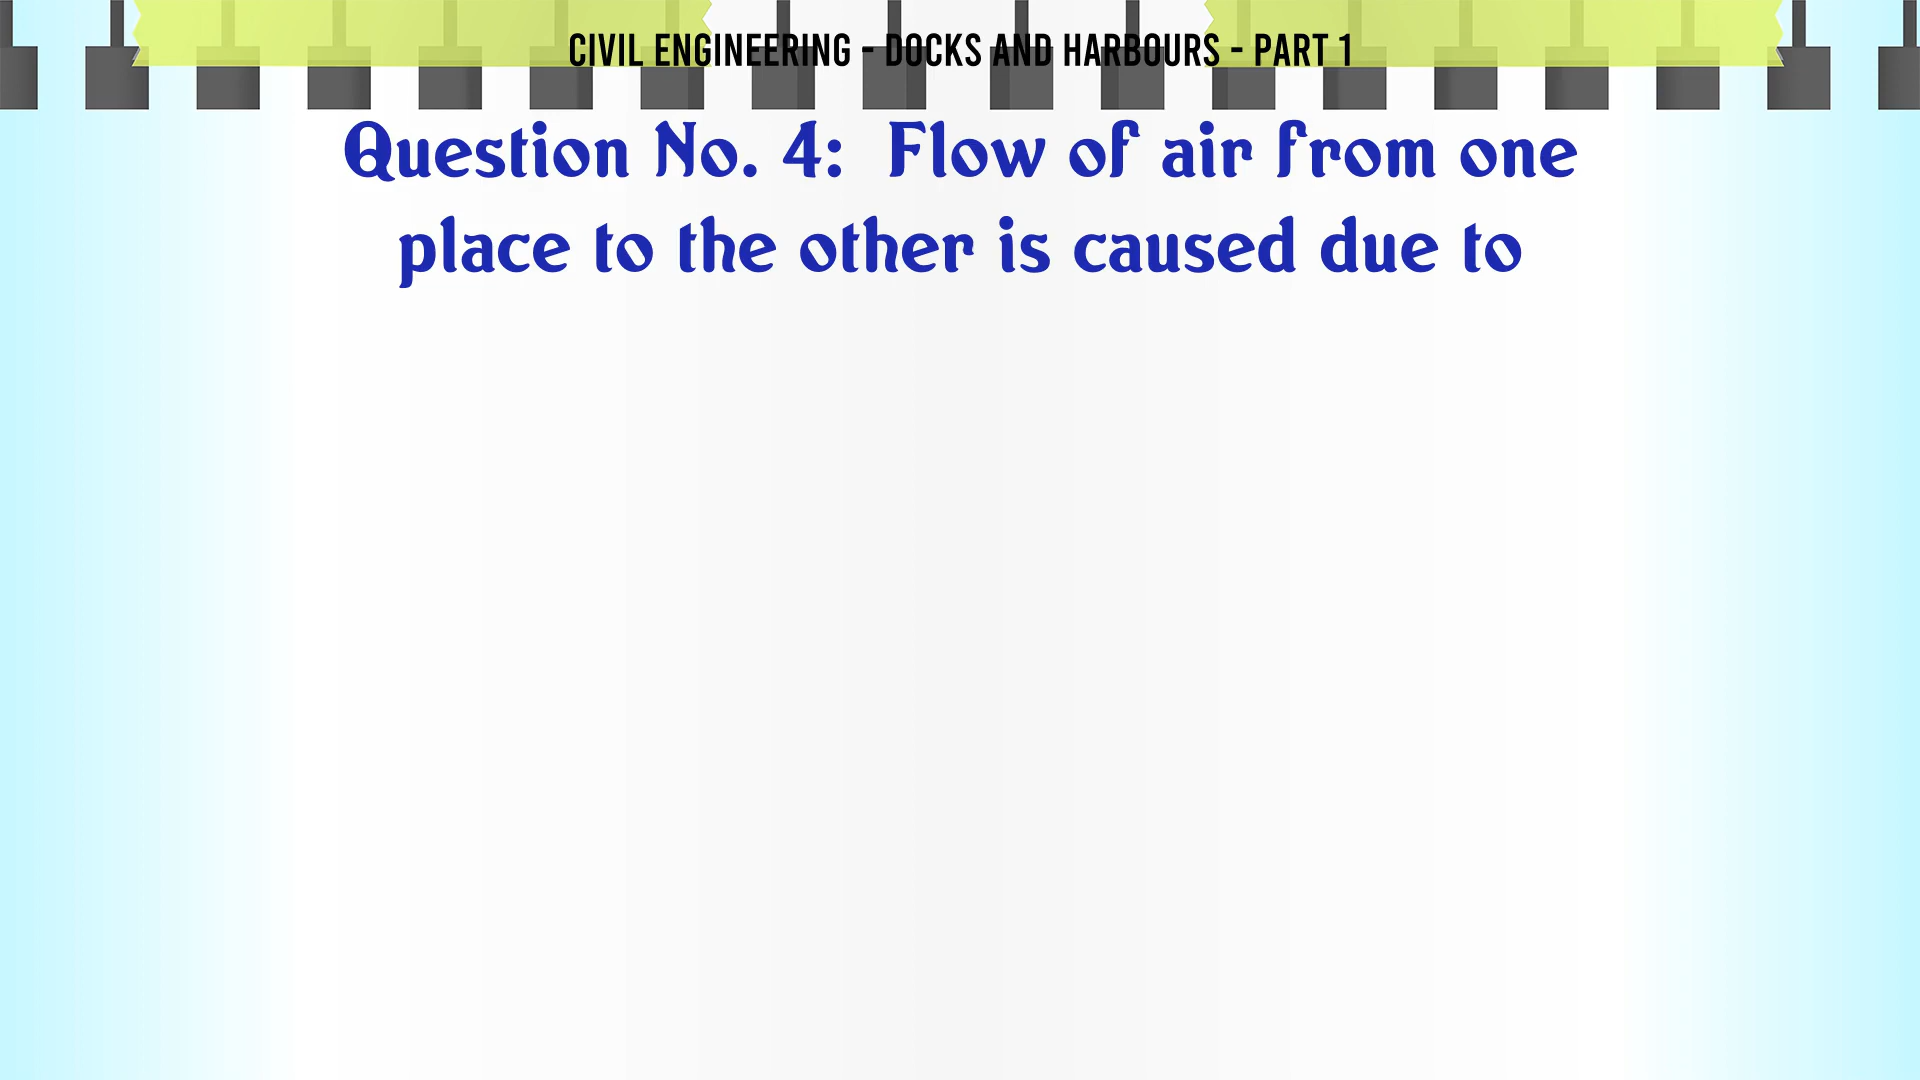 CIVIL ENGINEERING - DOCKS AND HARBOURS - PART 1
Question No. 4:  Flow of air from one
place to the other is caused due to